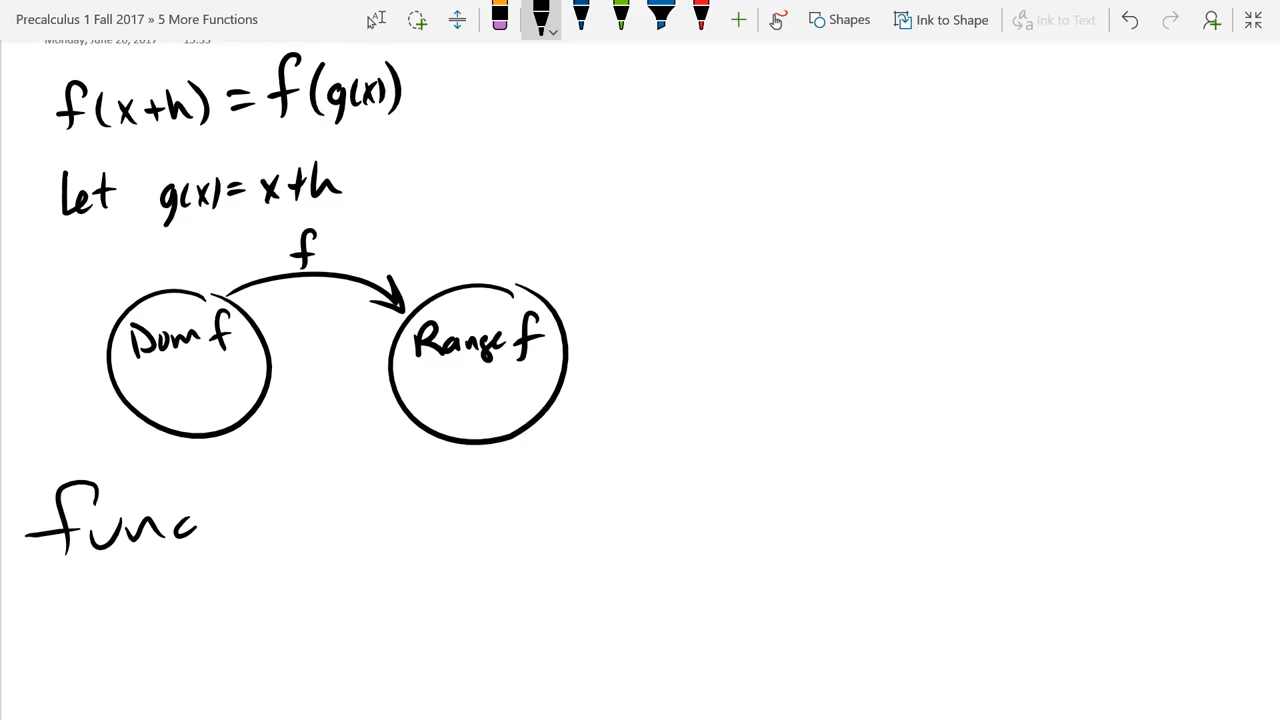 Precalculus 1 Fall 2017 » 5 More Functions
Shapes
Ink to Shape
Ink to Text
f(x+h) = f(g(x))
Let g(x) = x+h
f
Dom f
Range f
func